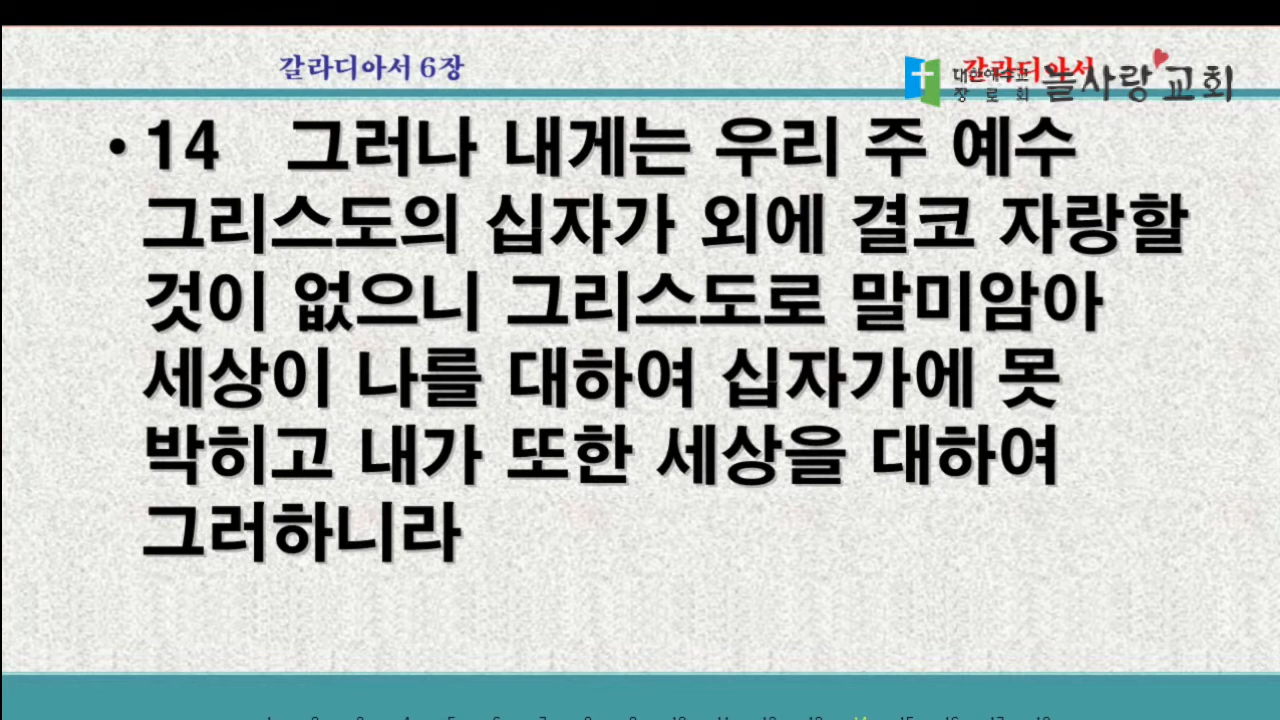 갈라디아서 6장
갈라디아서
대한예수교
장로회
늘사랑교회
• 14 그러나 내게는 우리 주 예수
그리스도의 십자가 외에 결코 자랑할
것이 없으니 그리스도로 말미암아
세상이 나를 대하여 십자가에 못
박히고 내가 또한 세상을 대하여
그러하니라